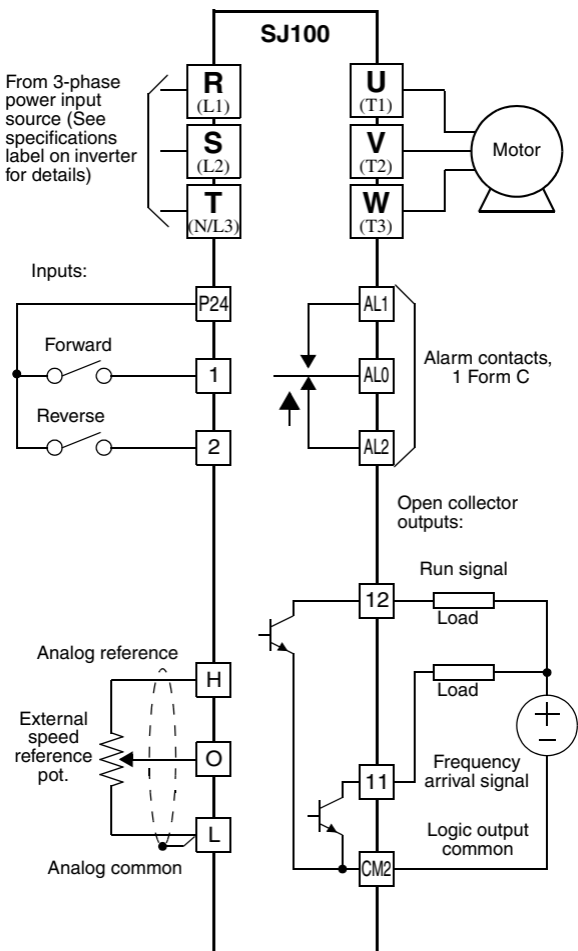 SJ100
From 3-phase
power input
source (See
specifications
label on inverter
for details)
R
(L1)
S
(L2)
T
(N/L3)
U
(T1)
V
(T2)
W
(T3)
Motor
Inputs:
P24
Forward
1
Reverse
2
AL1
AL0
AL2
Alarm contacts,
1 Form C
Open collector
outputs:
Run signal
12
Load
Load
+
−
11
Frequency
arrival signal
Logic output
common
CM2
Analog reference
H
External
speed
reference
pot.
O
L
Analog common